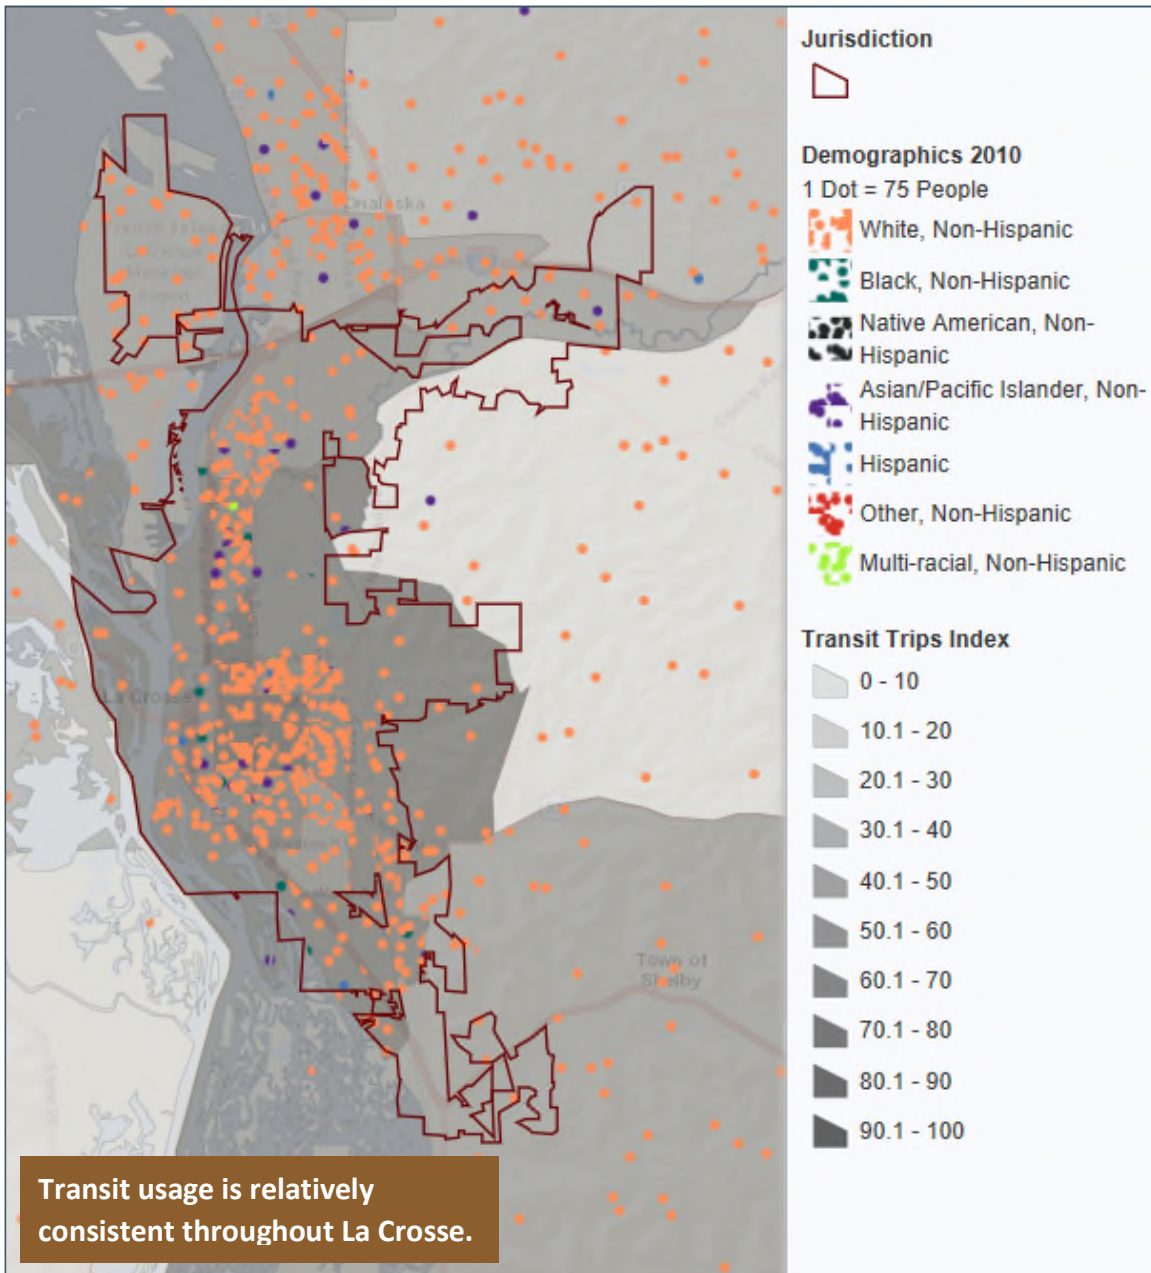 Onalaska
La Crosse
Town of
Shelby
Transit usage is relatively
consistent throughout La Crosse.
Jurisdiction
Demographics 2010
1 Dot = 75 People
White, Non-Hispanic
Black, Non-Hispanic
Native American, Non-
Hispanic
Asian/Pacific Islander, Non-
Hispanic
Hispanic
Other, Non-Hispanic
Multi-racial, Non-Hispanic
Transit Trips Index
0 - 10
10.1 - 20
20.1 - 30
30.1 - 40
40.1 - 50
50.1 - 60
60.1 - 70
70.1 - 80
80.1 - 90
90.1 - 100